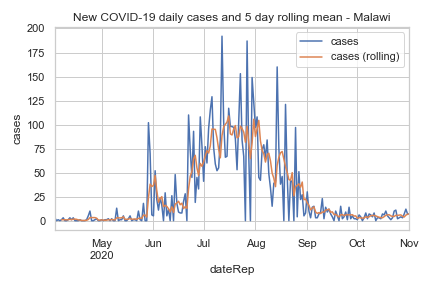 New COVID-19 daily cases and 5 day rolling mean - Malawi
cases
cases (rolling)
200
175
150
125
100
75
50
25
0
cases
May
2020
Jun
Jul
Aug
Sep
Oct
Nov
dateRep